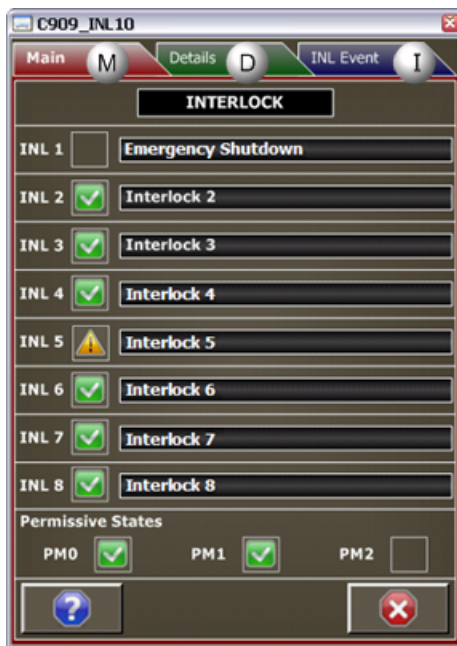 C909_INL10
Main M Details D INL Event I
INTERLOCK
INL 1 Emergency Shutdown
INL 2 Interlock 2
INL 3 Interlock 3
INL 4 Interlock 4
INL 5 Interlock 5
INL 6 Interlock 6
INL 7 Interlock 7
INL 8 Interlock 8
Permissive States
PM0 PM1 PM2
?